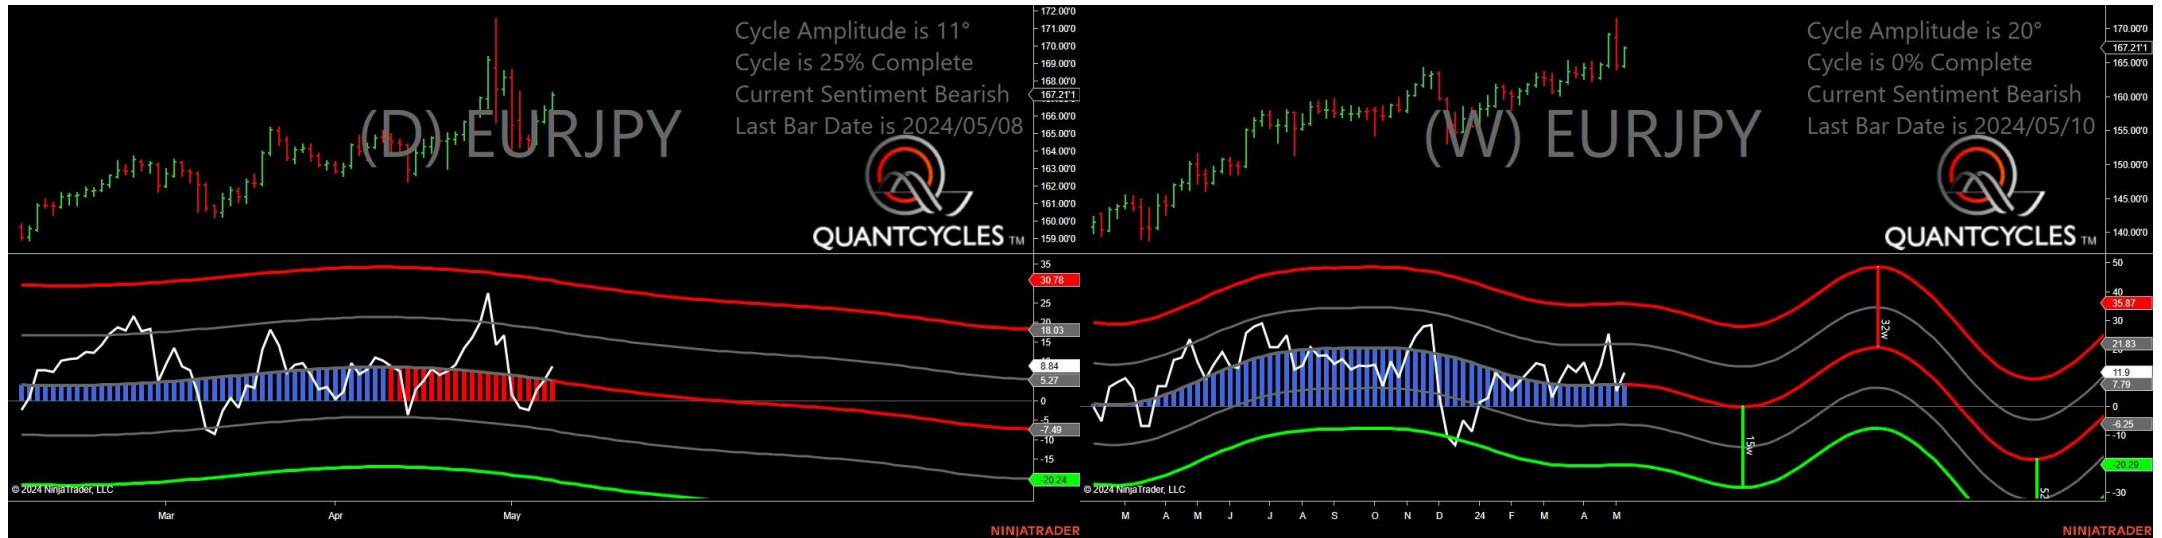 Cycle Amplitude is 11°
Cycle is 25% Complete
Current Sentiment Bearish
Last Bar Date is 2024/05/08
(D) EURJPY
QUANTCYCLES TM
172.00'0
171.00'0
170.00'0
169.00'0
168.00'0
167.21'1
166.00'0
165.00'0
164.00'0
163.00'0
162.00'0
161.00'0
160.00'0
159.00'0
35
30.78
25
20
18.03
15
8.84
5.27
0
-5
-7.49
-10
-15
-20.24
© 2024 NinjaTrader, LLC
Mar
Apr
May
NINJATRADER
Cycle Amplitude is 20°
Cycle is 0% Complete
Current Sentiment Bearish
Last Bar Date is 2024/05/10
(W) EURJPY
QUANTCYCLES TM
170.00'0
167.21'1
165.00'0
160.00'0
155.00'0
150.00'0
145.00'0
140.00'0
50
40
35.87
30
21.83
11.9
7.79
0
-6.25
-10
-20.29
-30
32w
15w
© 2024 NinjaTrader, LLC
M A M J J A S O N D 24 F M A M
NINJATRADER